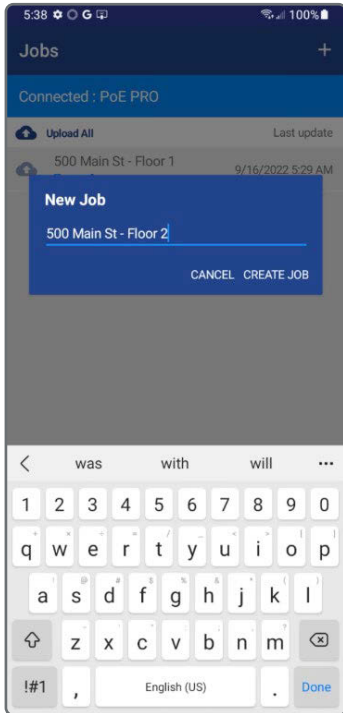 5:38 G 100%
Jobs +
Connected : PoE PRO
Upload All Last update
500 Main St - Floor 1
9/16/2022 5:29 AM
New Job
500 Main St - Floor 2
CANCEL CREATE JOB
was with will ...
1 2 3 4 5 6 7 8 9 0
q w e r t y u i o p
a s d f g h j k l
z x c v b n m
!#1 , English (US) . Done